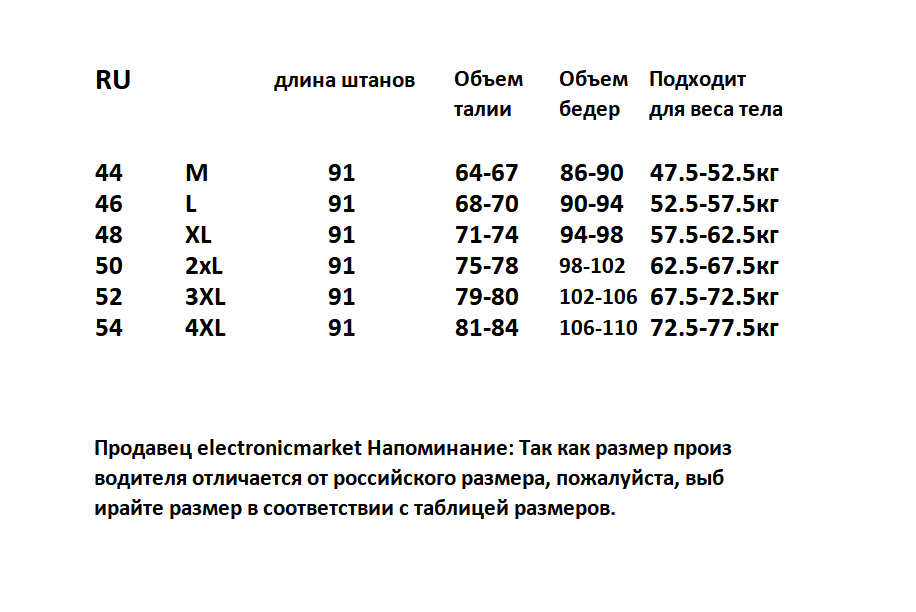 RU длина штанов Объем Объем Подходит
талии бедер для веса тела
44 M 91 64-67 86-90 47.5-52.5кг
46 L 91 68-70 90-94 52.5-57.5кг
48 XL 91 71-74 94-98 57.5-62.5кг
50 2xL 91 75-78 98-102 62.5-67.5кг
52 3XL 91 79-80 102-106 67.5-72.5кг
54 4XL 91 81-84 106-110 72.5-77.5кг
Продавец electronicmarket Напоминание: Так как размер произ
водителя отличается от российского размера, пожалуйста, выб
ирайте размер в соответствии с таблицей размеров.